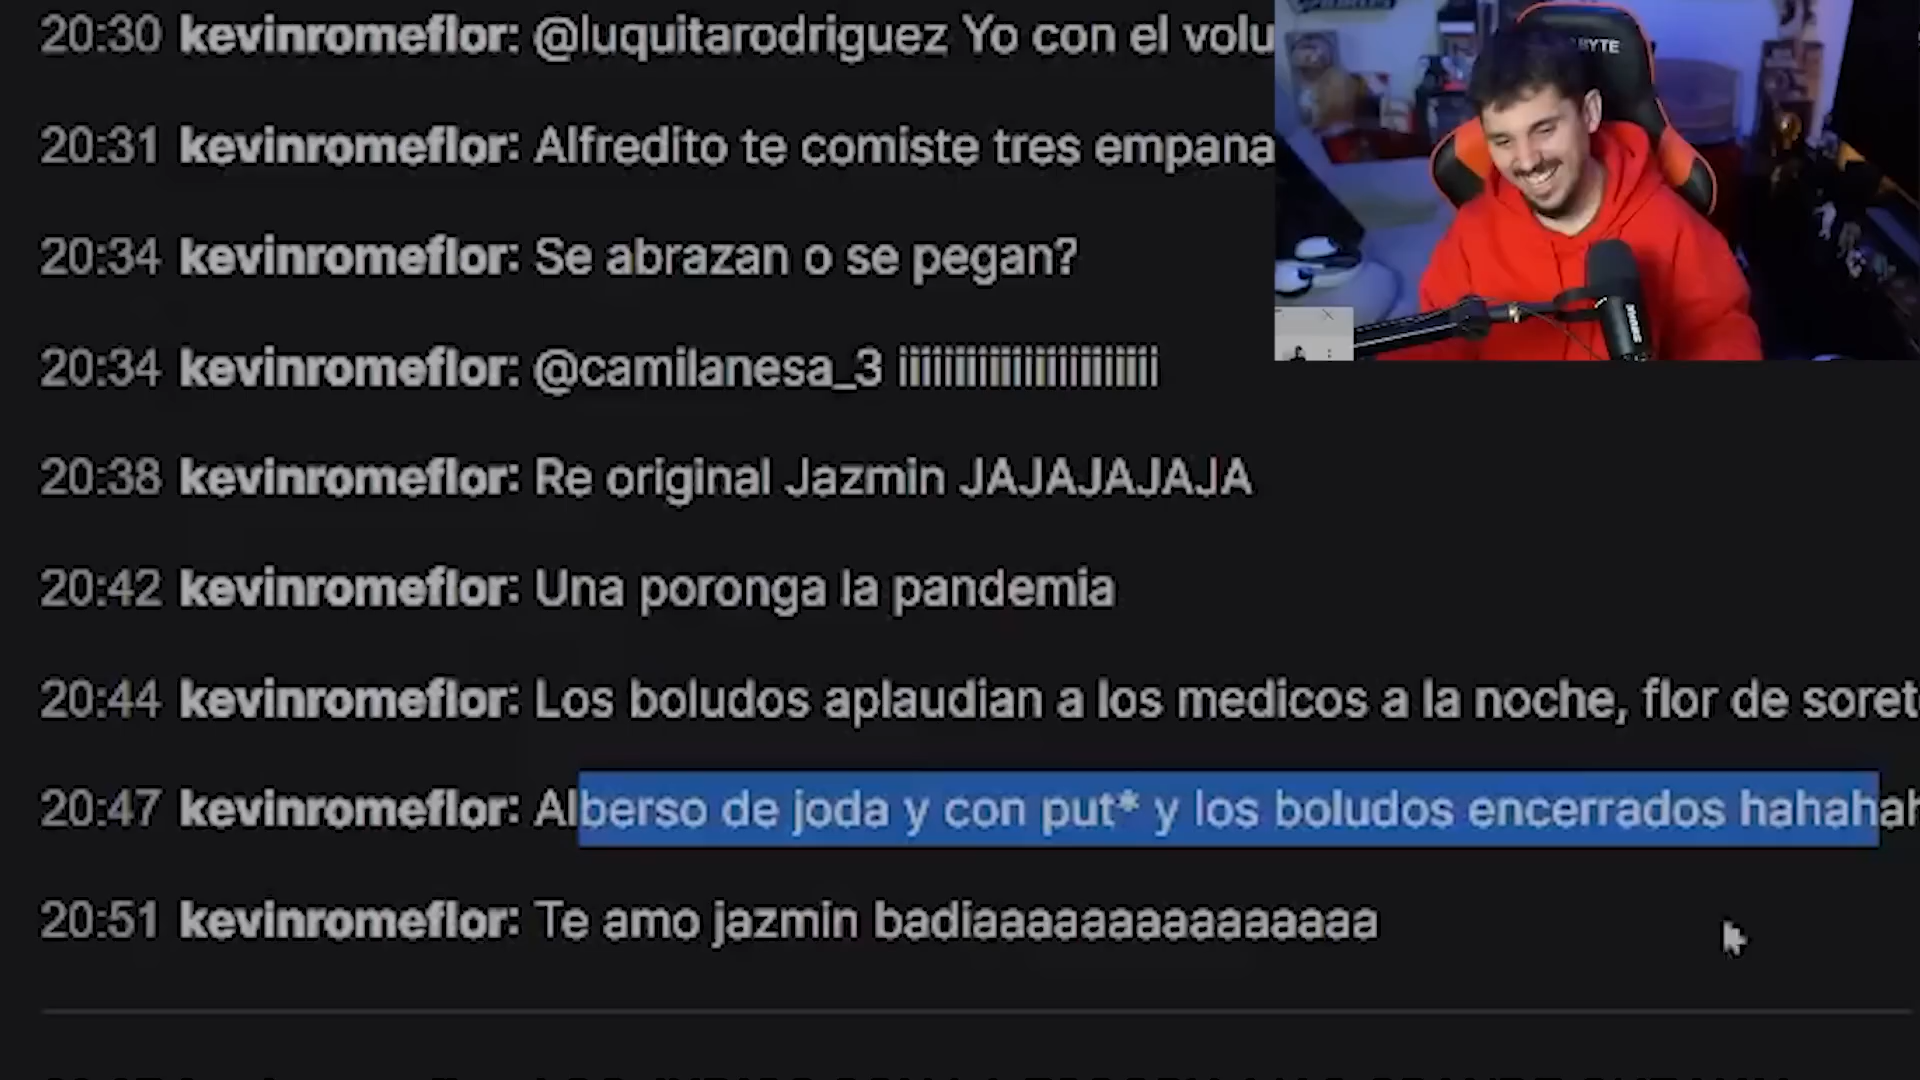 20:30 kevinromeflor: @luquitarodriguez Yo con el volu
20:31 kevinromeflor: Alfredito te comiste tres empana
20:34 kevinromeflor: Se abrazan o se pegan?
20:34 kevinromeflor: @camilanesa_3 iiiiiiiiiiiiiiiiiiiiiii
20:38 kevinromeflor: Re original Jazmin JAJAJAJAJA
20:42 kevinromeflor: Una poronga la pandemia
20:44 kevinromeflor: Los boludos aplaudian a los medicos a la noche, flor de soret
20:47 kevinromeflor: Alberso de joda y con put* y los boludos encerrados hahahah
20:51 kevinromeflor: Te amo jazmin badiaaaaaaaaaaaaaaa